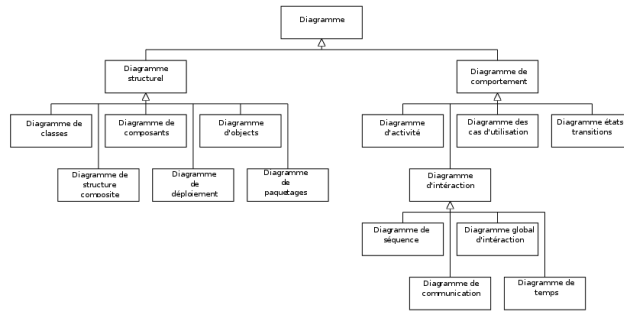 Diagramme
Diagramme
structurel
Diagramme de
comportement
Diagramme de
classes
Diagramme de
composants
Diagramme
d'objects
Diagramme
d'activité
Diagramme des
cas d'utilisation
Diagramme états
transitions
Diagramme de
structure
composite
Diagramme
de
déploiement
Diagramme
de
paquetages
Diagramme
d'intéraction
Diagramme de
séquence
Diagramme global
d'intéraction
Diagramme de
communication
Diagramme de
temps